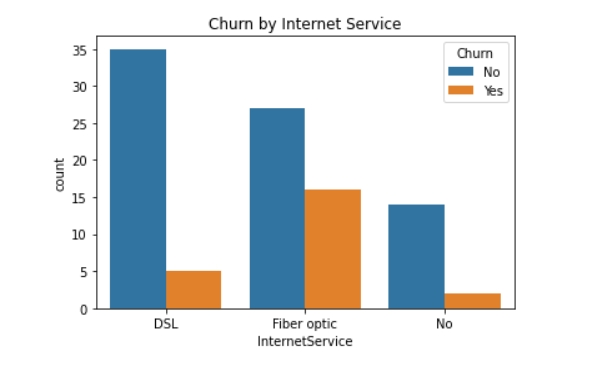 Churn by Internet Service
Churn
No
Yes
35
30
25
20
15
10
5
0
count
DSL
Fiber optic
No
InternetService